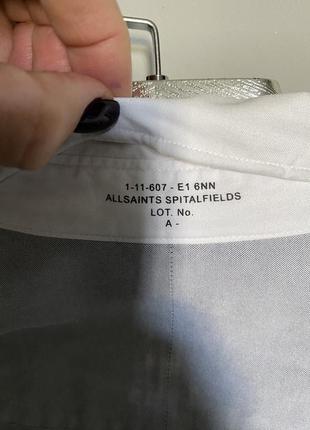 1-11-607 - E1 6NN
ALLSAINTS SPITALFIELDS
LOT. No.
A -